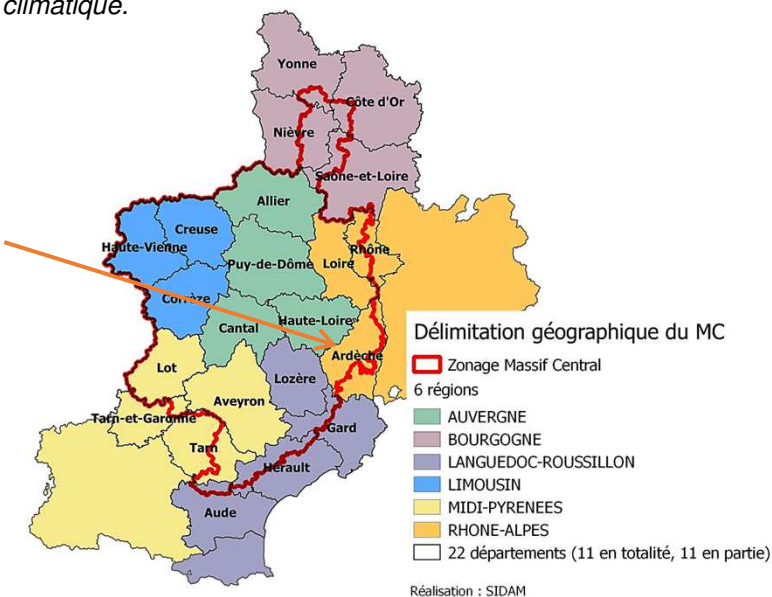 climatique.
Yonne
Côte d'Or
Nièvre
Saône-et-Loire
Allier
Creuse
Haute-Vienne
Rhône
Puy-de-Dôme
Loire
Corrèze
Haute-Loire
Cantal
Ardèche
Lot
Lozère
Aveyron
Tarn-et-Garonne
Gard
Tarn
Hérault
Aude
Délimitation géographique du MC
Zonage Massif Central
6 régions
AUVERGNE
BOURGOGNE
LANGUEDOC-ROUSSILLON
LIMOUSIN
MIDI-PYRENEES
RHONE-ALPES
22 départements (11 en totalité, 11 en partie)
Réalisation : SIDAM